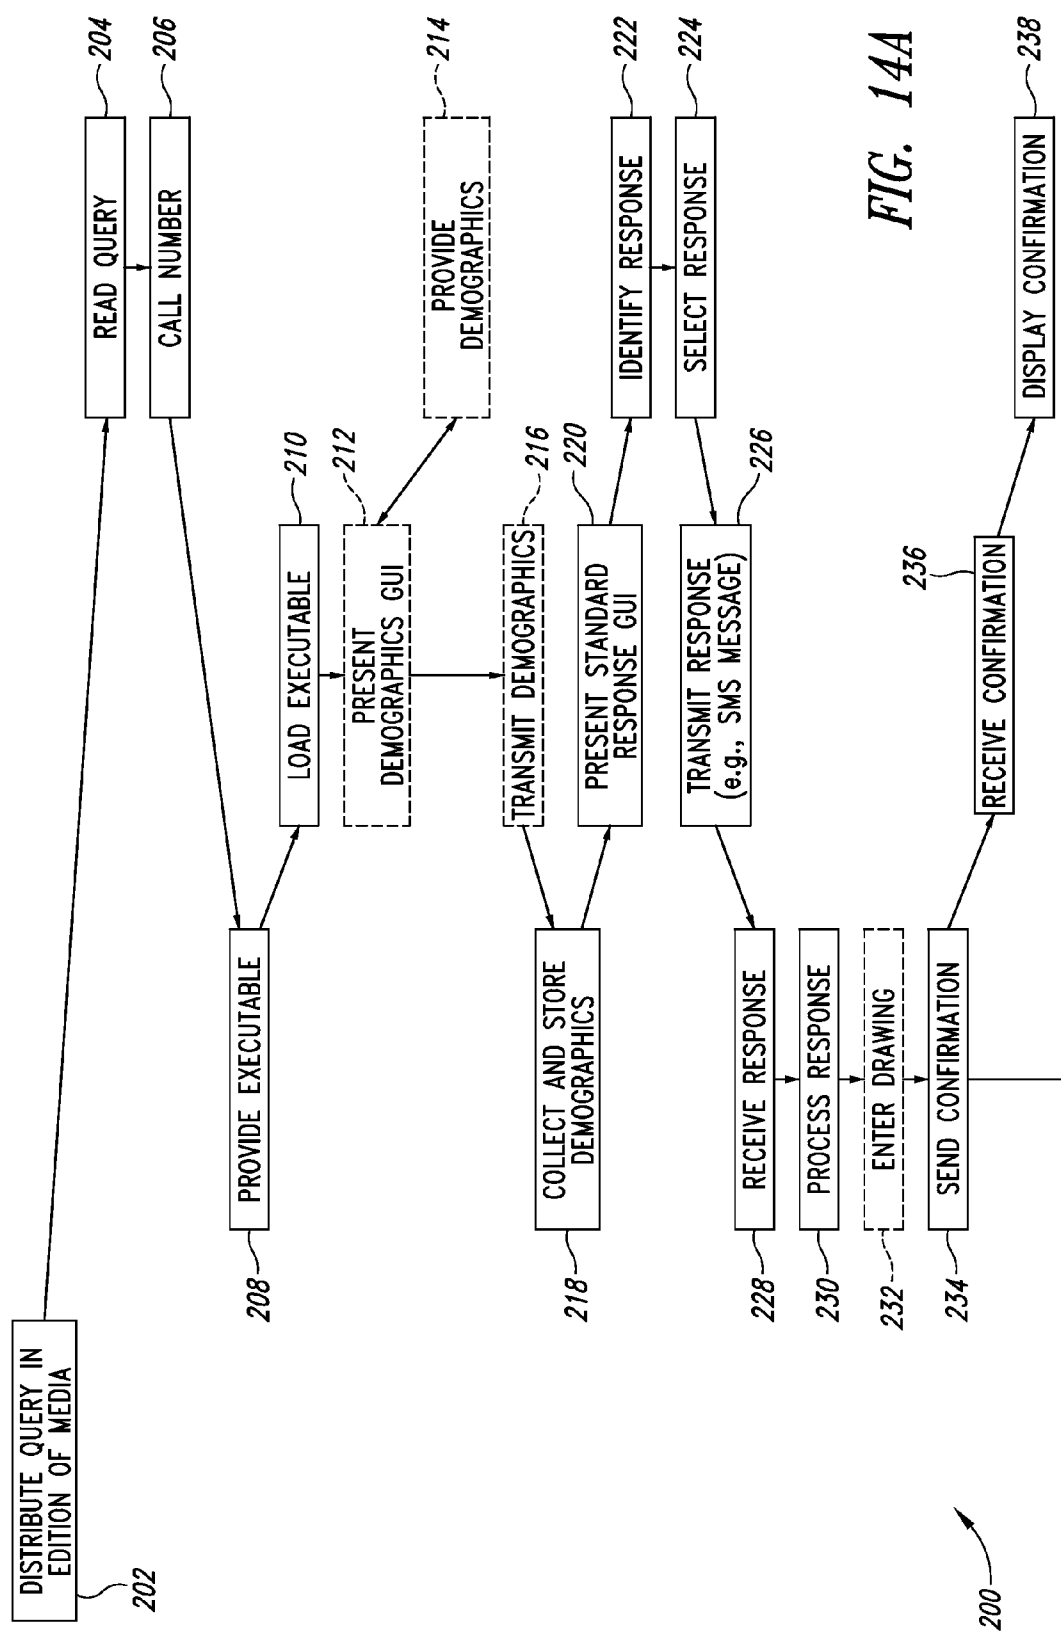 DISTRIBUTE QUERY IN
EDITION OF MEDIA
202
READ QUERY
204
CALL NUMBER
206
PROVIDE EXECUTABLE
208
LOAD EXECUTABLE
210
PRESENT
DEMOGRAPHICS GUI
212
PROVIDE
DEMOGRAPHICS
214
TRANSMIT DEMOGRAPHICS
216
COLLECT AND STORE
DEMOGRAPHICS
218
PRESENT STANDARD
RESPONSE GUI
220
IDENTIFY RESPONSE
222
SELECT RESPONSE
224
TRANSMIT RESPONSE
(e.g., SMS MESSAGE)
226
RECEIVE RESPONSE
228
PROCESS RESPONSE
230
ENTER DRAWING
232
SEND CONFIRMATION
234
RECEIVE CONFIRMATION
236
DISPLAY CONFIRMATION
238
200
FIG. 14A